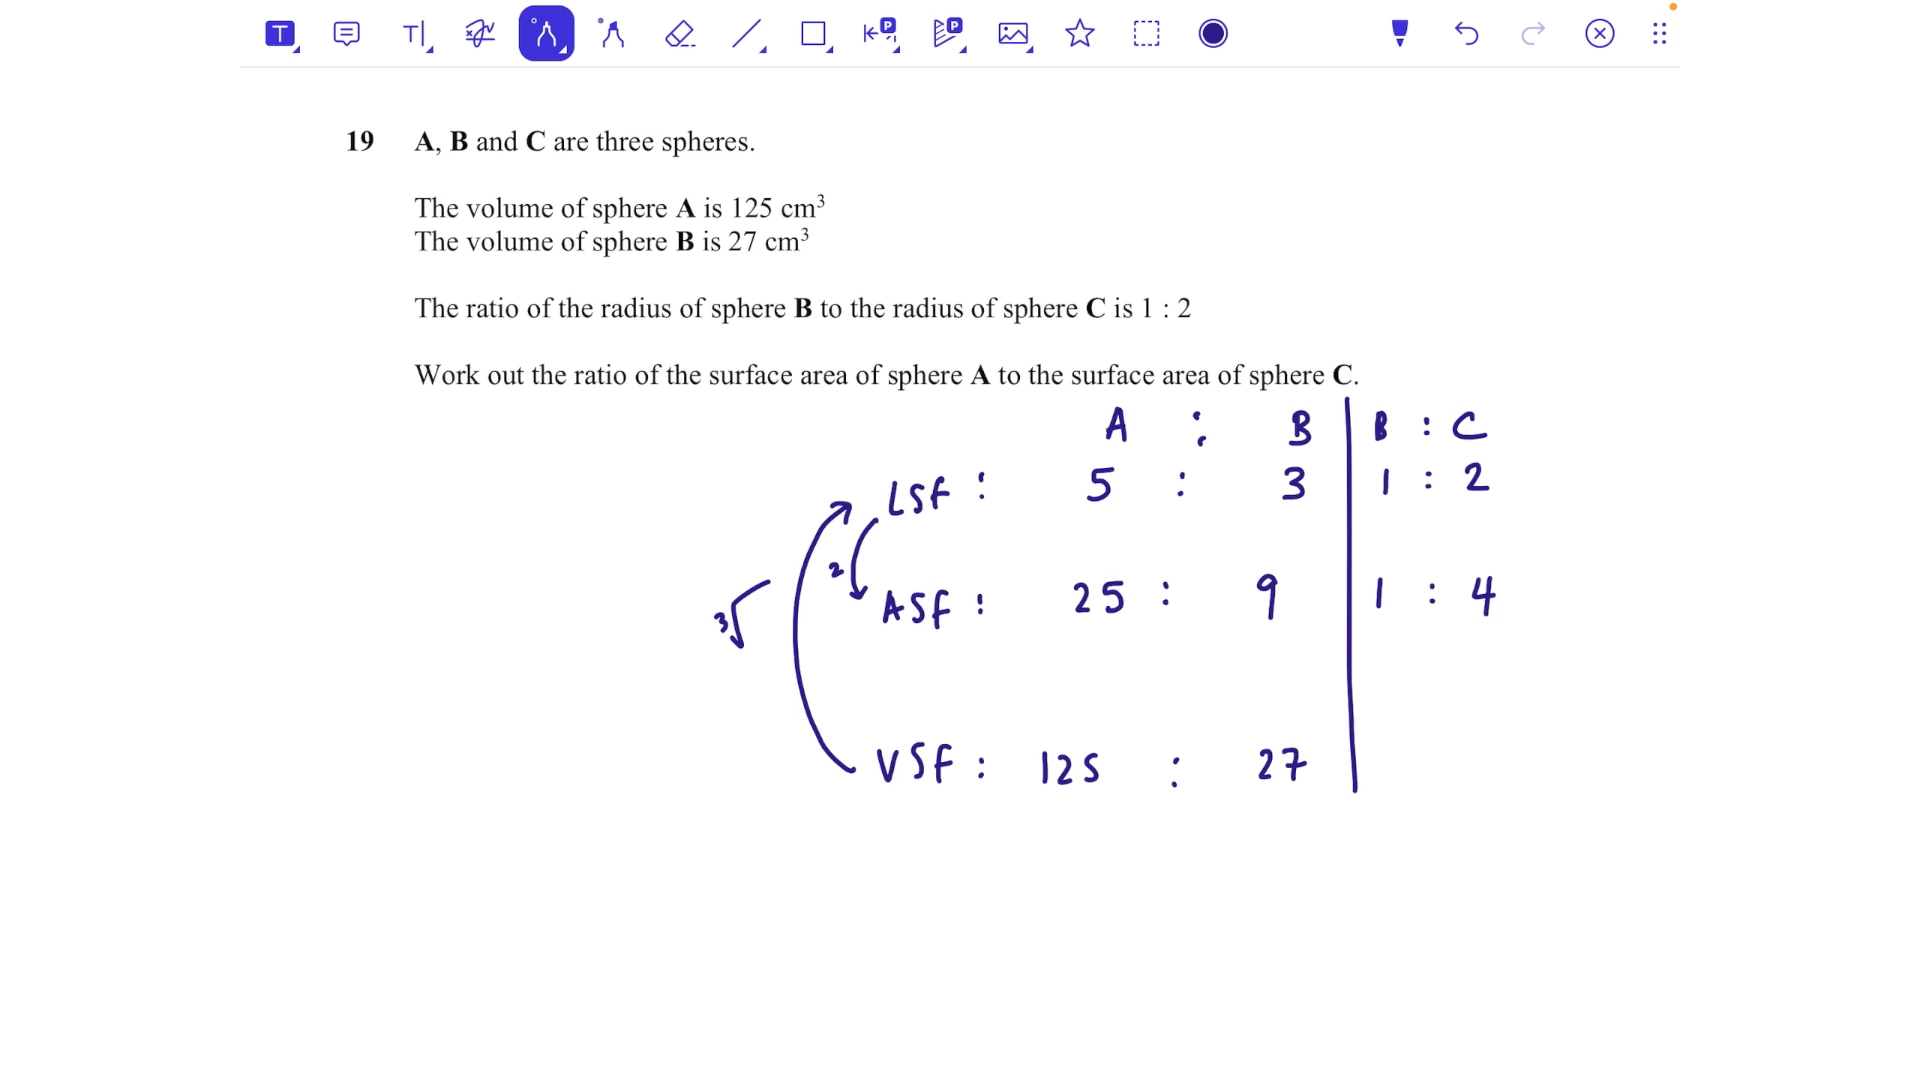 19 A, B and C are three spheres.
The volume of sphere A is 125 cm³
The volume of sphere B is 27 cm³
The ratio of the radius of sphere B to the radius of sphere C is 1 : 2
Work out the ratio of the surface area of sphere A to the surface area of sphere C.
A : B B : C
LSF : 5 : 3 1 : 2
2
ASF : 25 : 9 1 : 4
3√
VSF : 125 : 27